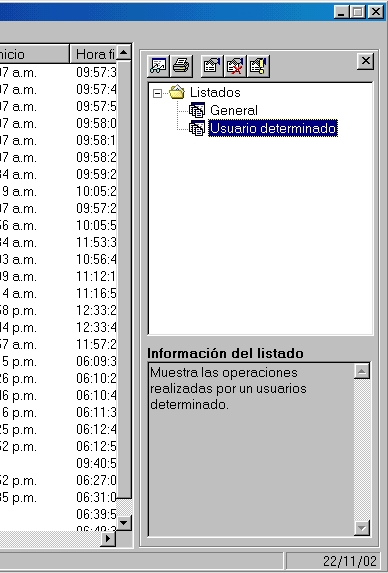 nicio Hora fi
07 a.m. 09:57:3
07 a.m. 09:57:4
07 a.m. 09:57:5
07 a.m. 09:58:0
07 a.m. 09:58:1
07 a.m. 09:58:2
34 a.m. 09:59:2
19 a.m. 10:05:2
07 a.m. 09:57:2
56 a.m. 10:05:5
34 a.m. 11:53:3
03 a.m. 10:56:4
09 a.m. 11:12:1
14 a.m. 11:16:5
58 p.m. 12:33:2
14 p.m. 12:33:4
57 a.m. 11:57:2
15 p.m. 06:09:3
26 p.m. 06:10:2
46 p.m. 06:10:4
16 p.m. 06:11:3
25 p.m. 06:12:4
52 p.m. 06:12:5
09:40:5
52 p.m. 06:27:0
35 p.m. 06:31:0
06:39:5
Listados
General
Usuario determinado
Información del listado
Muestra las operaciones
realizadas por un usuarios
determinado.
22/11/02